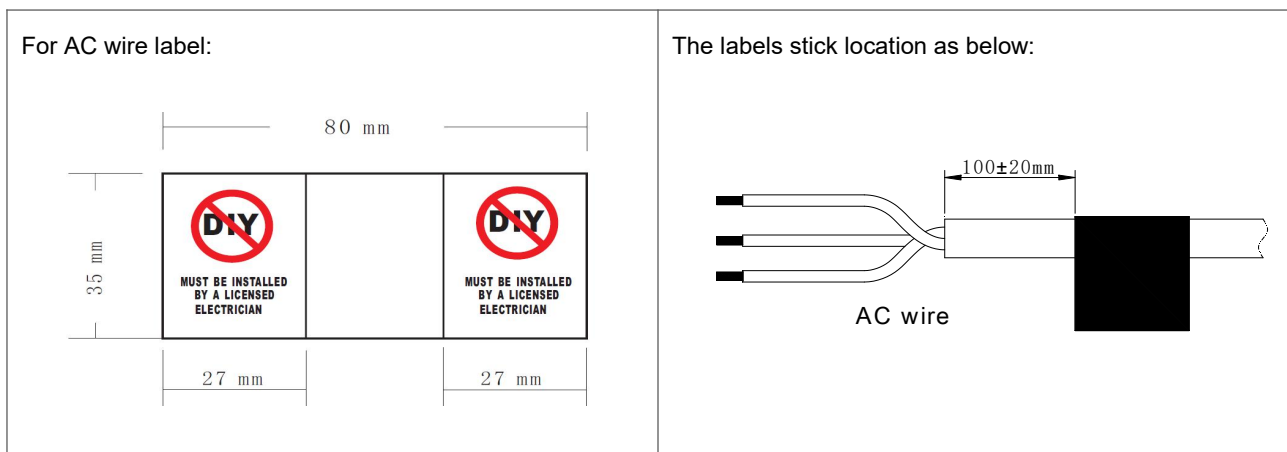 For AC wire label:
80 mm
35 mm
DIY
MUST BE INSTALLED
BY A LICENSED
ELECTRICIAN
DIY
MUST BE INSTALLED
BY A LICENSED
ELECTRICIAN
27 mm
27 mm
The labels stick location as below:
100±20mm
AC wire